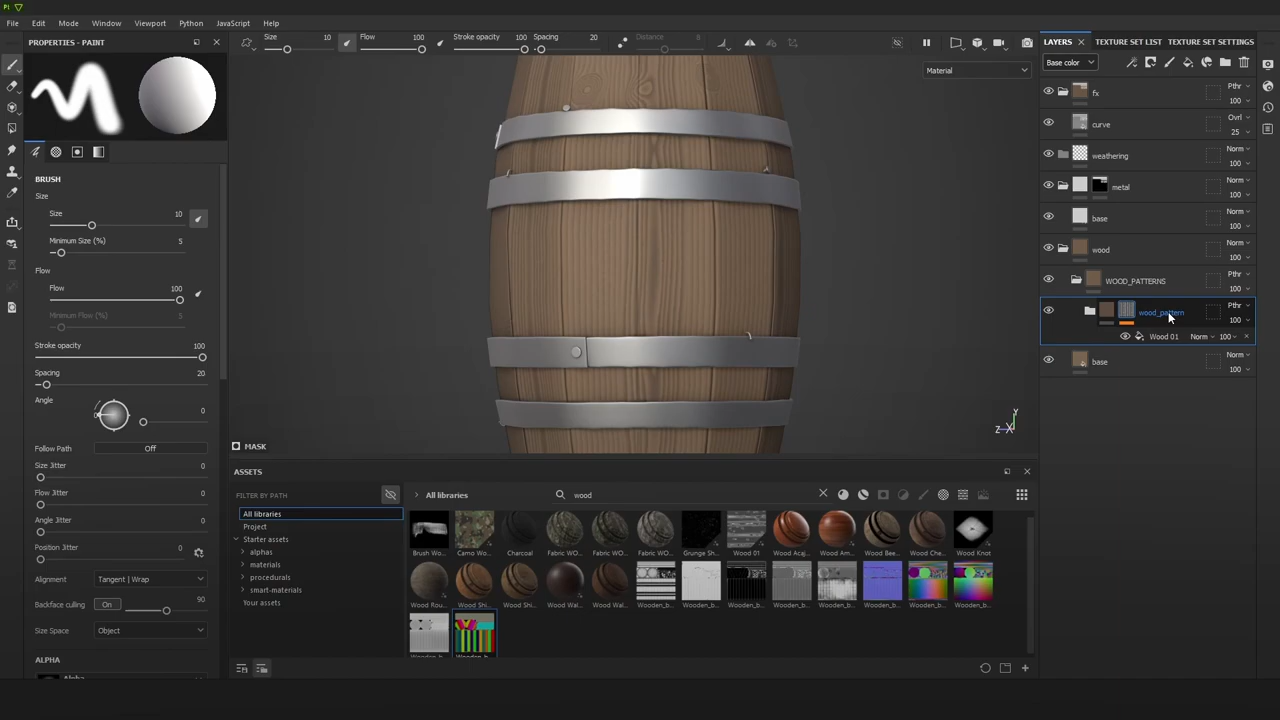 File Edit Mode Window Viewport Python JavaScript Help
PROPERTIES - PAINT
Size 10 Flow 100 Stroke opacity 100 Spacing 20 Distance 8
LAYERS TEXTURE SET LIST TEXTURE SET SETTINGS
Base color
Material
BRUSH
Size
Size 10
Minimum Size (%) 5
Flow
Flow 100
Minimum Flow (%) 5
Stroke opacity 100
Spacing 20
Angle
0
Follow Path Off
Size Jitter 0
Flow Jitter 0
Angle Jitter 0
Position Jitter 0
Alignment Tangent | Wrap
Backface culling On 90
Size Space Object
ALPHA
MASK
Y
Z X
fx Pthr 100
curve Ovrl 25
weathering Norm 100
metal Norm 100
base Norm 100
wood Norm 100
WOOD_PATTERNS Pthr 100
wood_pattern Pthr 100
Wood 01 Norm 100
base Norm 100
ASSETS
FILTER BY PATH
All libraries
Project
Starter assets
alphas
materials
procedurals
smart-materials
Your assets
All libraries wood
Brush Wo... Camo Wo... Charcoal Fabric WO... Fabric WO... Fabric WO... Grunge Sh... Wood 01 Wood Acaj... Wood Am... Wood Bee... Wood Che... Wood Knot
Wood Rou... Wood Shi... Wood Shi... Wood Wal... Wood Wal... Wooden_b... Wooden_b... Wooden_b... Wooden_b... Wooden_b... Wooden_b... Wooden_b... Wooden_b...